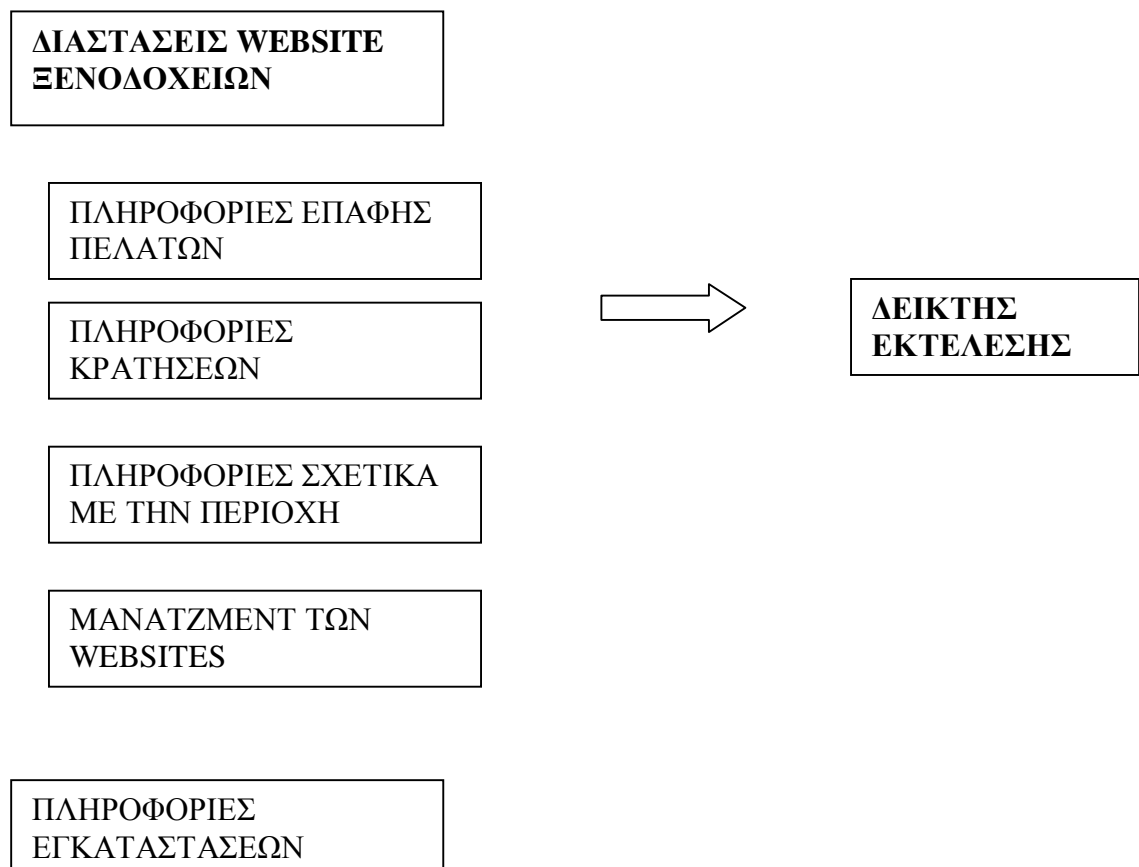 ΔΙΑΣΤΑΣΕΙΣ WEBSITE
ΞΕΝΟΔΟΧΕΙΩΝ
ΠΛΗΡΟΦΟΡΙΕΣ ΕΠΑΦΗΣ
ΠΕΛΑΤΩΝ
ΠΛΗΡΟΦΟΡΙΕΣ
ΚΡΑΤΗΣΕΩΝ
ΔΕΙΚΤΗΣ
ΕΚΤΕΛΕΣΗΣ
ΠΛΗΡΟΦΟΡΙΕΣ ΣΧΕΤΙΚΑ
ΜΕ ΤΗΝ ΠΕΡΙΟΧΗ
ΜΑΝΑΤΖΜΕΝΤ ΤΩΝ
WEBSITES
ΠΛΗΡΟΦΟΡΙΕΣ
ΕΓΚΑΤΑΣΤΑΣΕΩΝ